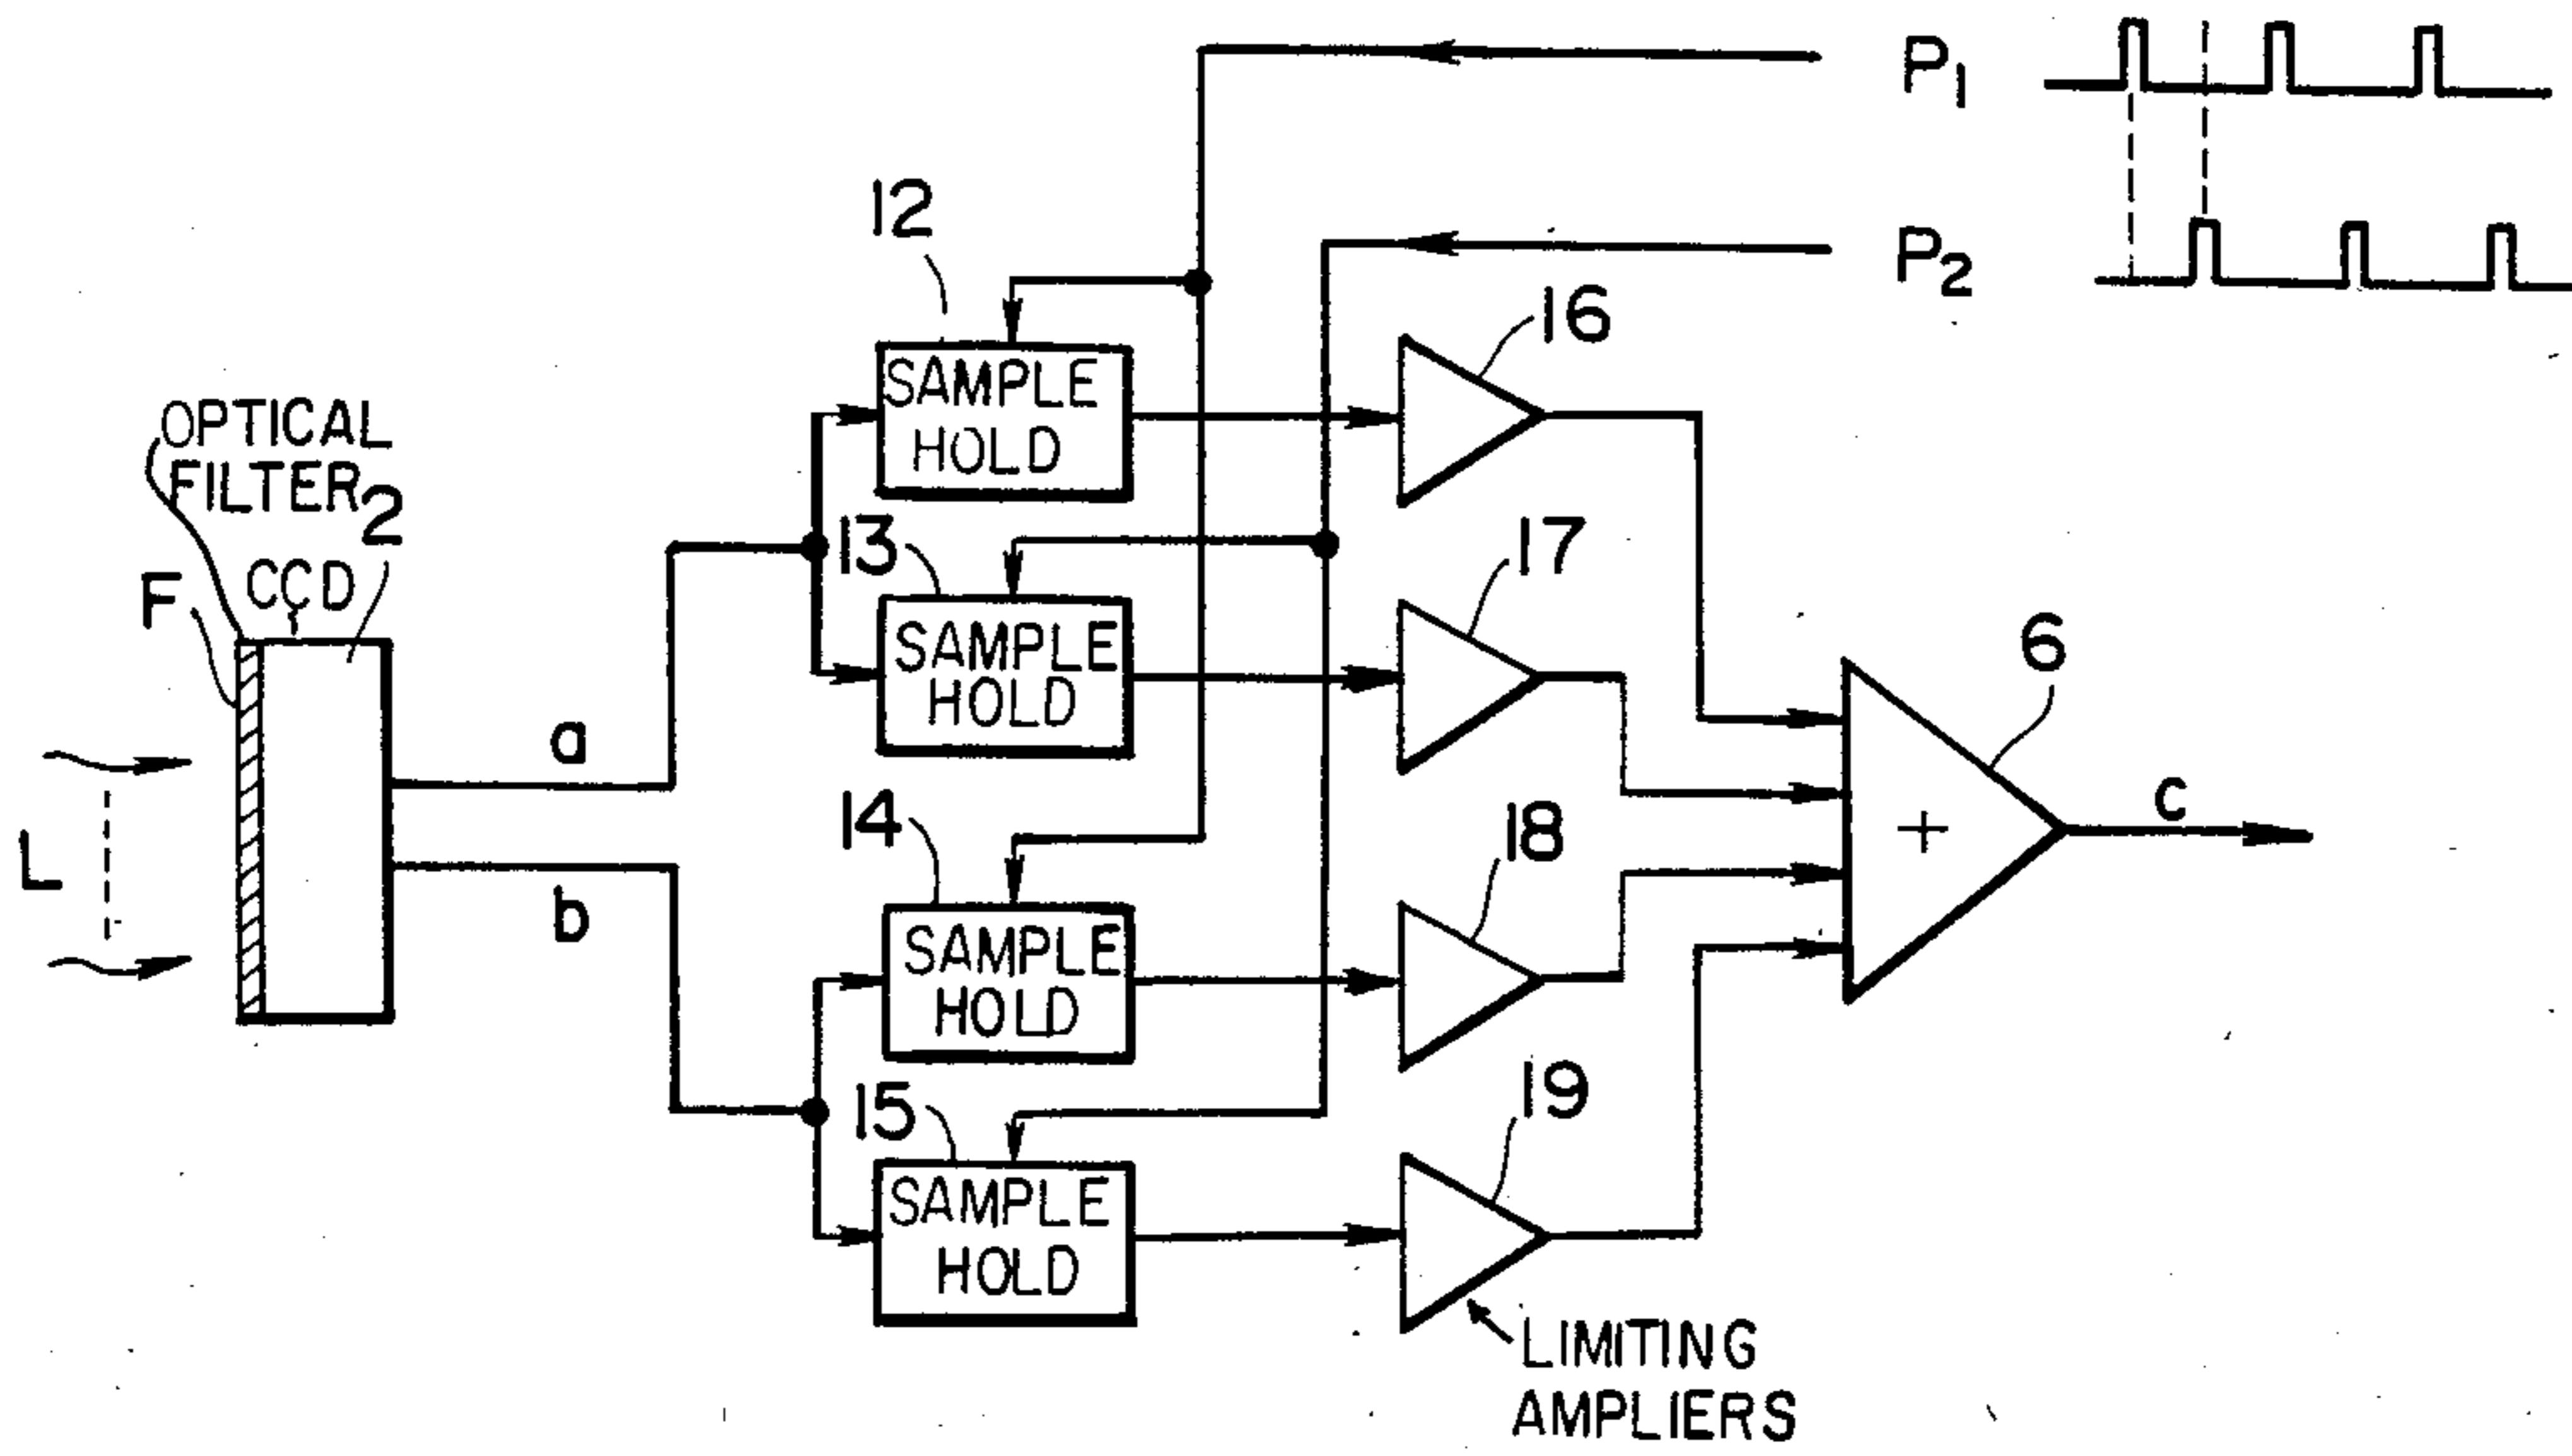 P1
P2
12
16
OPTICAL
FILTER
2
CCD
F
13
17
SAMPLE
HOLD
SAMPLE
HOLD
6
a
L
b
14
18
+
c
SAMPLE
HOLD
15
19
SAMPLE
HOLD
LIMITING
AMPLIERS